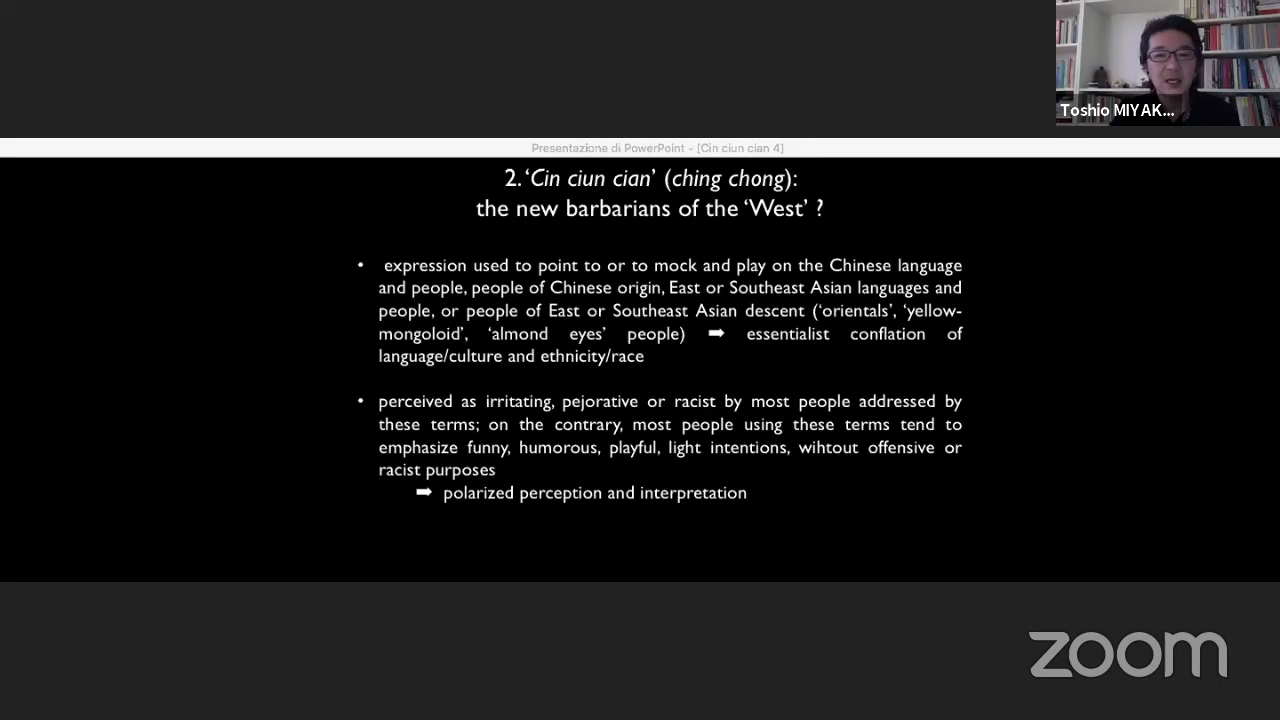 Toshio MIYAK...
Presentazione di PowerPoint - [Cin ciun cian 4]
2. ‘Cin ciun cian’ (ching chong):
the new barbarians of the ‘West’ ?
• expression used to point to or to mock and play on the Chinese language
and people, people of Chinese origin, East or Southeast Asian languages and
people, or people of East or Southeast Asian descent (‘orientals’, ‘yellow-
mongoloid’, ‘almond eyes’ people) ➡ essentialist conflation of
language/culture and ethnicity/race
• perceived as irritating, pejorative or racist by most people addressed by
these terms; on the contrary, most people using these terms tend to
emphasize funny, humorous, playful, light intentions, wihtout offensive or
racist purposes
➡ polarized perception and interpretation
zoom